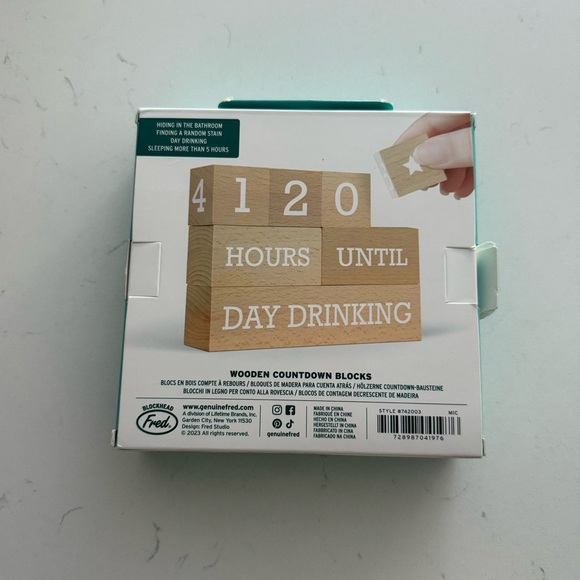 HIDING IN THE BATHROOM
FINDING A RANDOM STAIN
DAY DRINKING
SLEEPING MORE THAN 5 HOURS
4 1 2 0
HOURS UNTIL
DAY DRINKING
WOODEN COUNTDOWN BLOCKS
BLOCS EN BOIS COMPTE À REBOURS / BLOQUES DE MADERA PARA CUENTA ATRÁS / HÖLZERNE COUNTDOWN-BAUSTEINE
BLOCCHI IN LEGNO PER CONTO ALLA ROVESCIA / BLOCOS DE CONTAGEM DECRESCENTE DE MADEIRA
BLOCKHEAD
Fred.
www.genuinefred.com
A division of Lifetime Brands, Inc.
Garden City, New York 11530
Design: Fred Studio
© 2023 All rights reserved.
genuinefred
MADE IN CHINA
FABRIQUÉ EN CHINE
HECHO EN CHINA
HERGESTELLT IN CHINA
FABBRICATO IN CINA
FABRICADO NA CHINA
STYLE #742003 MIC
728987041976